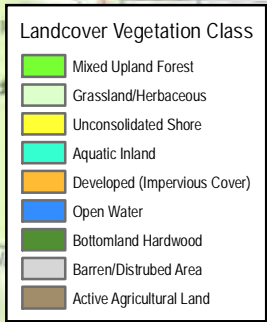 Landcover Vegetation Class
Mixed Upland Forest
Grassland/Herbaceous
Unconsolidated Shore
Aquatic Inland
Developed (Impervious Cover)
Open Water
Bottomland Hardwood
Barren/Distrubed Area
Active Agricultural Land